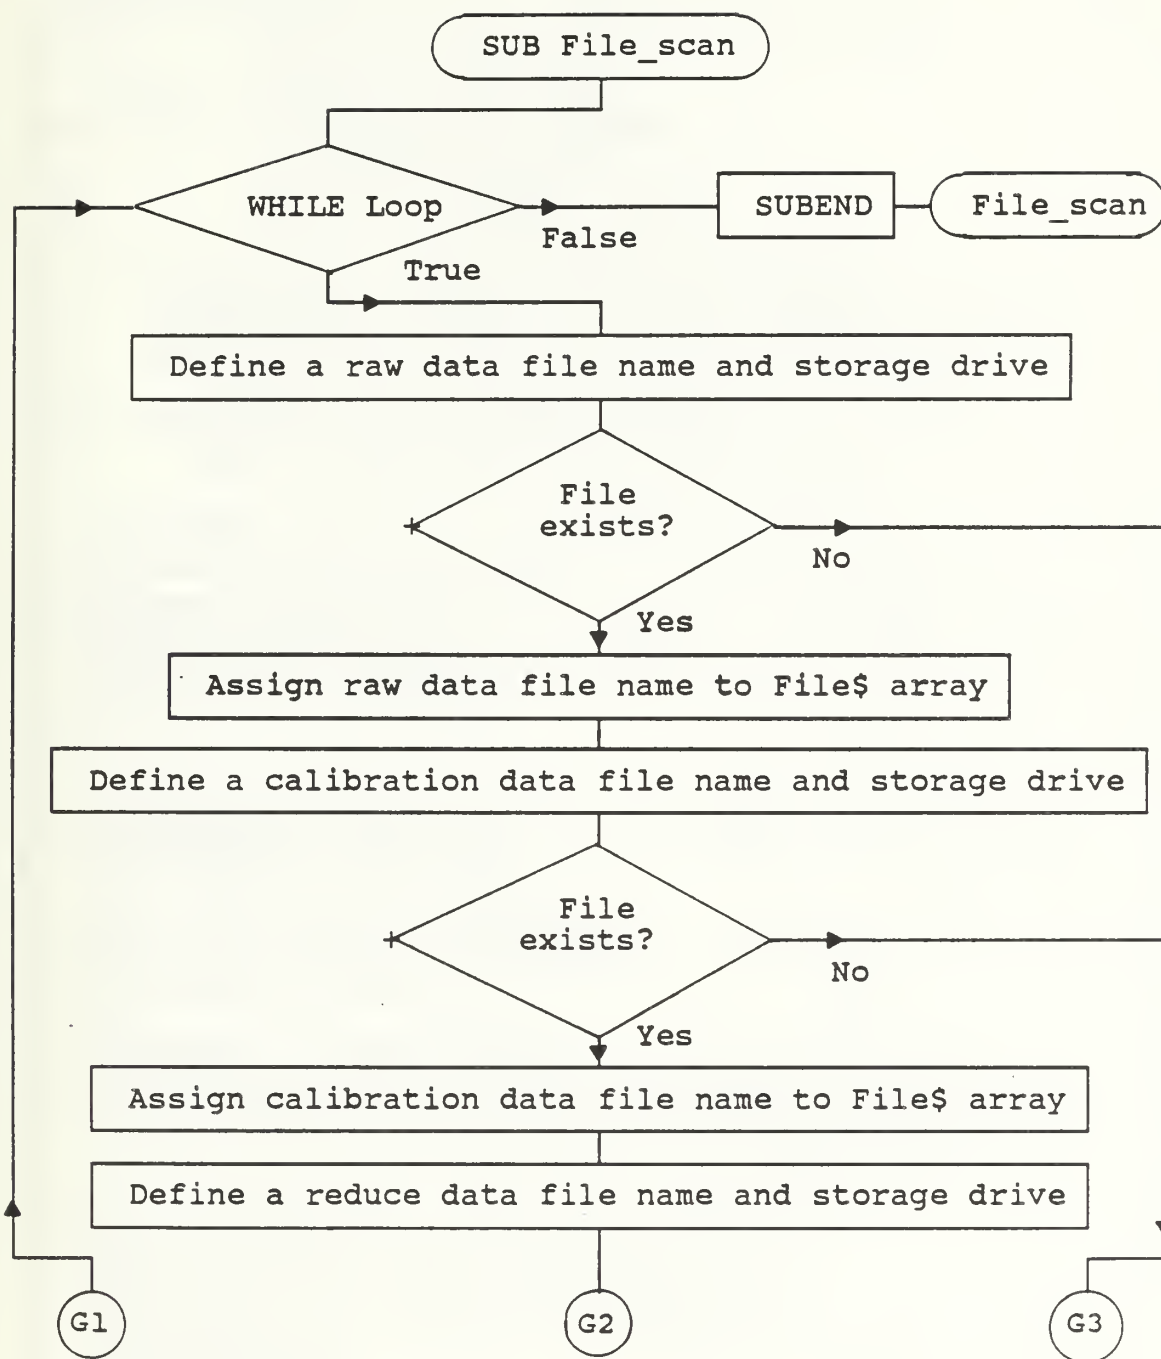 SUB File_scan
WHILE Loop
False
SUBEND
File_scan
True
Define a raw data file name and storage drive
File
exists?
No
Yes
Assign raw data file name to File$ array
Define a calibration data file name and storage drive
File
exists?
No
Yes
Assign calibration data file name to File$ array
Define a reduce data file name and storage drive
G1
G2
G3